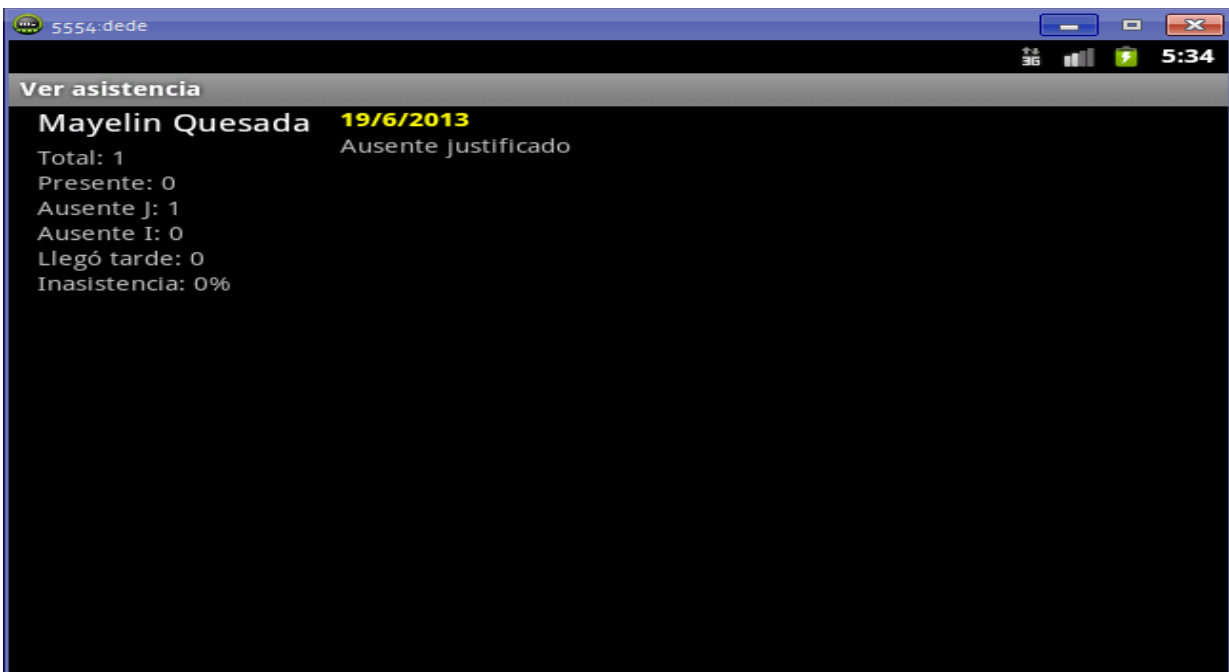 5554:dede
3G
5:34
Ver asistencia
Mayelin Quesada
Total: 1
Presente: 0
Ausente J: 1
Ausente I: 0
Llegó tarde: 0
Inasistencia: 0%
19/6/2013
Ausente justificado